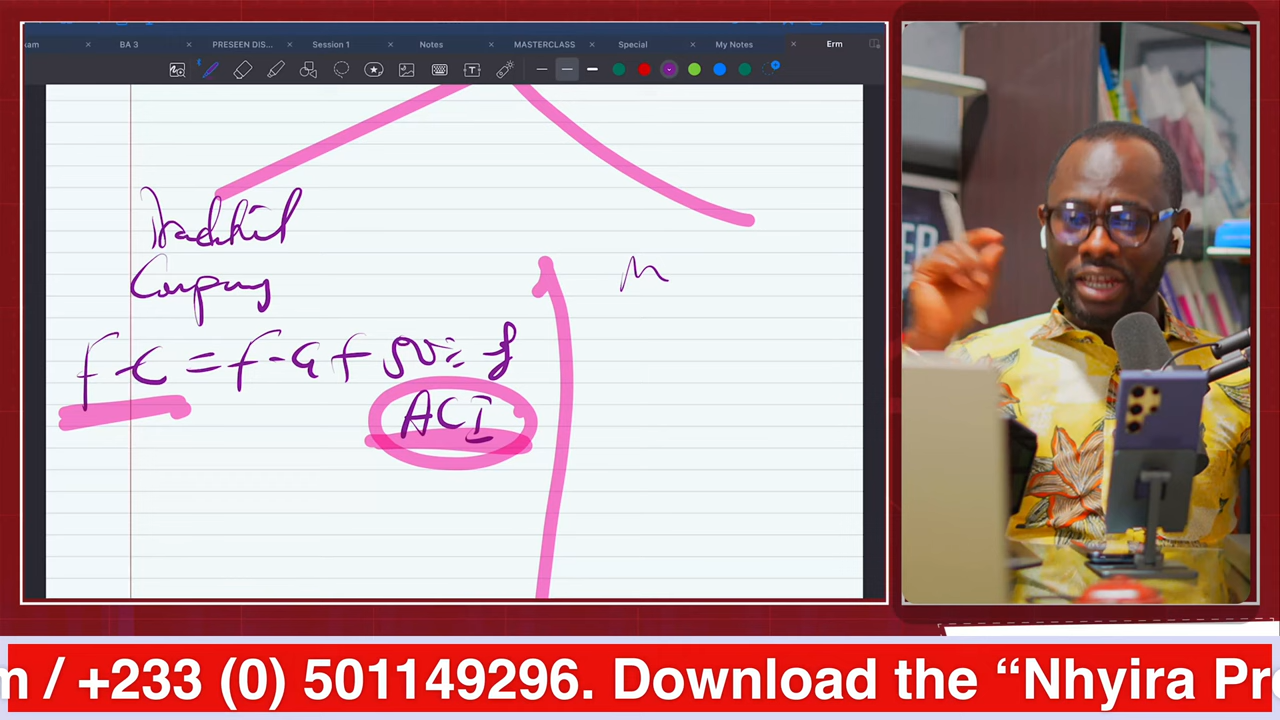 am
BA 3
PRESEEN DIS...
Session 1
Notes
MASTERCLASS
Special
My Notes
Erm
Company
ACI
m / +233 (0) 501149296. Download the “Nhyira Pr